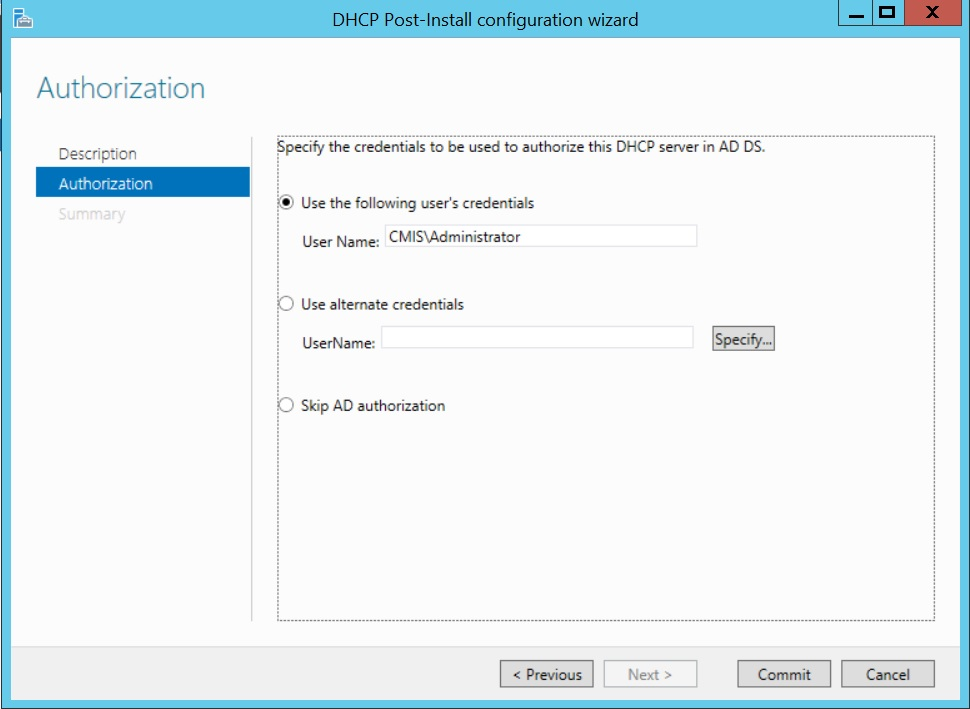 DHCP Post-Install configuration wizard
Authorization
Description
Authorization
Summary
Specify the credentials to be used to authorize this DHCP server in AD DS.
Use the following user's credentials
User Name: CMIS\Administrator
Use alternate credentials
UserName:
Specify...
Skip AD authorization
< Previous
Next >
Commit
Cancel